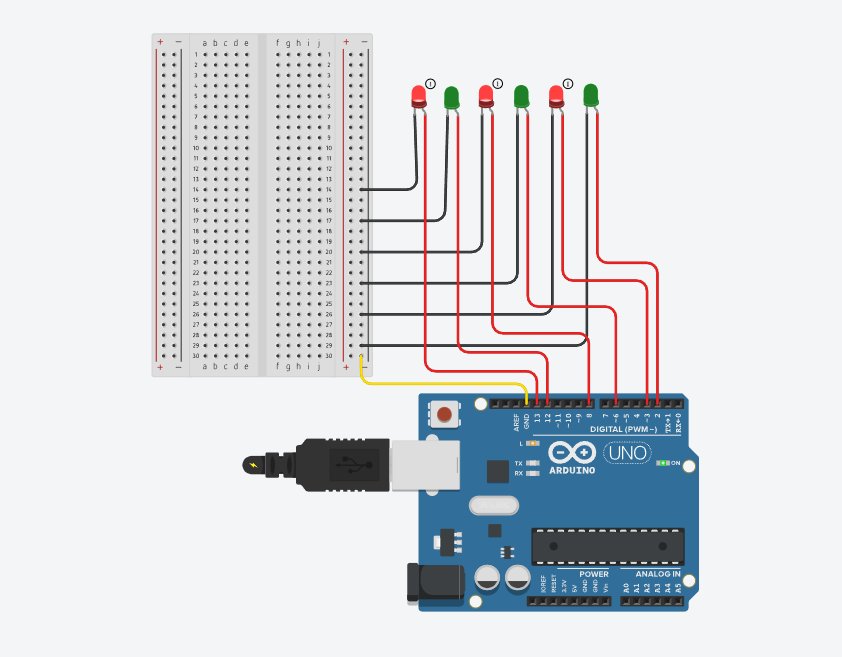 + − a b c d e f g h i j + −
1 1
2 2
3 3
4 4
5 5
6 6
7 7
8 8
9 9
10 10
11 11
12 12
13 13
14 14
15 15
16 16
17 17
18 18
19 19
20 20
21 21
22 22
23 23
24 24
25 25
26 26
27 27
28 28
29 29
30 30
+ − a b c d e f g h i j + −
AREF GND 13 12 ~11 ~10 ~9 8 7 ~6 ~5 4 ~3 2 TX→1 RX←0
DIGITAL (PWM~)
L
TX
RX
ARDUINO
UNO
ON
POWER ANALOG IN
IOREF RESET 3.3V 5V GND GND Vin A0 A1 A2 A3 A4 A5